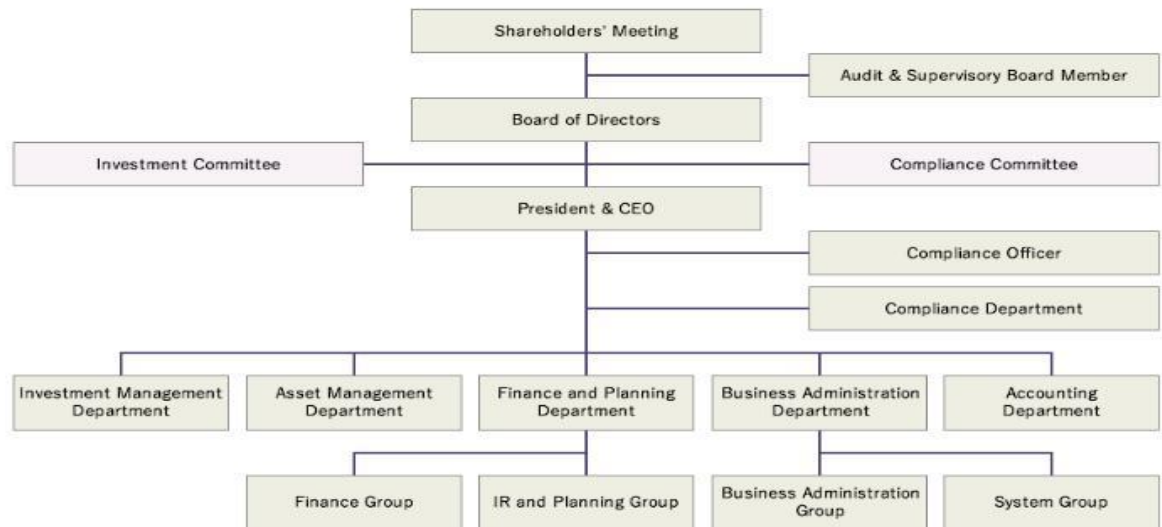 Shareholders' Meeting
Audit & Supervisory Board Member
Board of Directors
Investment Committee
Compliance Committee
President & CEO
Compliance Officer
Compliance Department
Investment Management
Department
Asset Management
Department
Finance and Planning
Department
Business Administration
Department
Accounting
Department
Finance Group
IR and Planning Group
Business Administration
Group
System Group